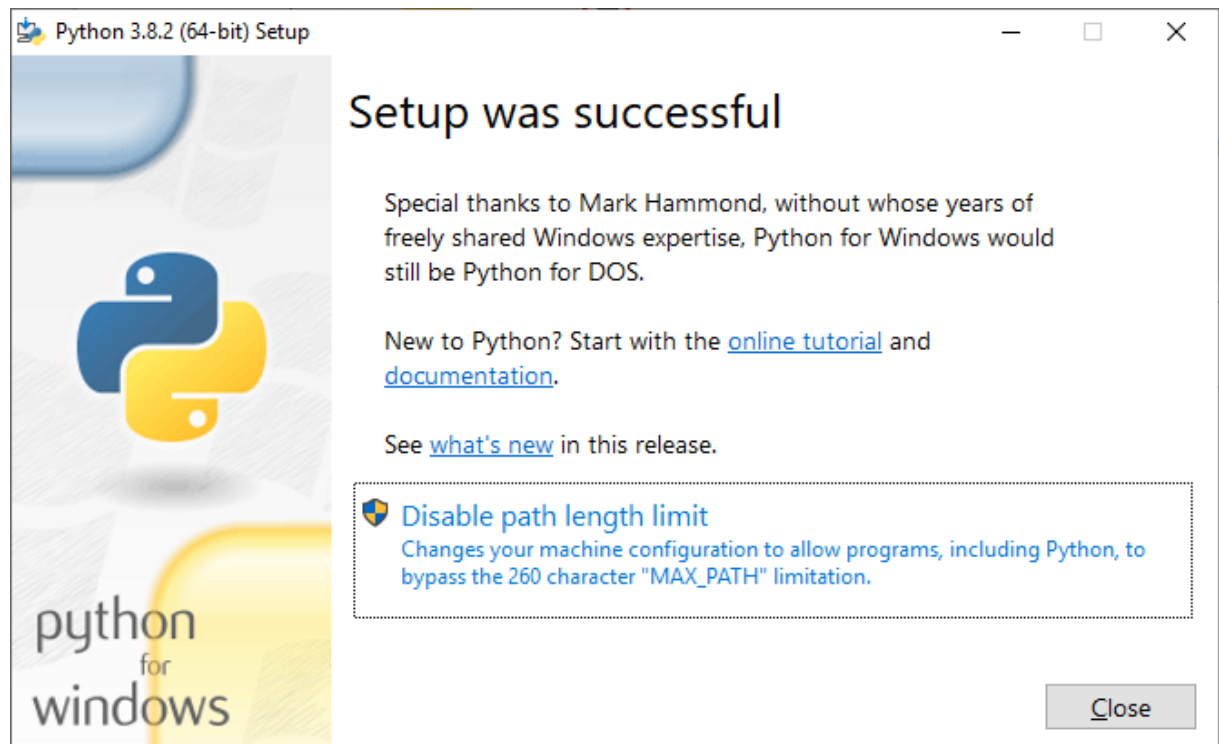 Python 3.8.2 (64-bit) Setup
Setup was successful
Special thanks to Mark Hammond, without whose years of
freely shared Windows expertise, Python for Windows would
still be Python for DOS.
New to Python? Start with the online tutorial and
documentation.
See what's new in this release.
Disable path length limit
Changes your machine configuration to allow programs, including Python, to
bypass the 260 character "MAX_PATH" limitation.
python
for
windows
Close